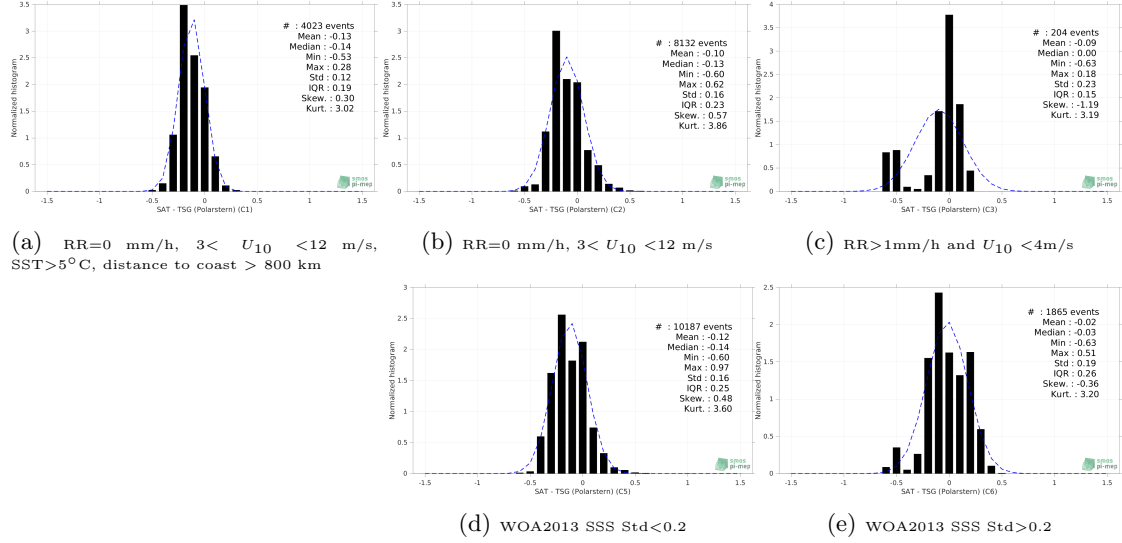 3.5
3
2.5
2
1.5
1
0.5
0
Normalized histogram
-1.5 -1 -0.5 0 0.5 1 1.5
SAT - TSG (Polarstern) (C1)
# : 4023 events
Mean : -0.13
Median : -0.14
Min : -0.53
Max : 0.28
Std : 0.12
IQR : 0.19
Skew. : 0.30
Kurt. : 3.02
smos
pi-mep
(a) RR=0 mm/h, 3< U10 <12 m/s,
SST>5°C, distance to coast > 800 km
3.5
3
2.5
2
1.5
1
0.5
0
Normalized histogram
-1.5 -1 -0.5 0 0.5 1 1.5
SAT - TSG (Polarstern) (C2)
# : 8132 events
Mean : -0.10
Median : -0.13
Min : -0.60
Max : 0.62
Std : 0.16
IQR : 0.23
Skew. : 0.57
Kurt. : 3.86
smos
pi-mep
(b) RR=0 mm/h, 3< U10 <12 m/s
4
3.5
3
2.5
2
1.5
1
0.5
0
Normalized histogram
-1.5 -1 -0.5 0 0.5 1 1.5
SAT - TSG (Polarstern) (C3)
# : 204 events
Mean : -0.09
Median : 0.00
Min : -0.63
Max : 0.18
Std : 0.23
IQR : 0.15
Skew. : -1.19
Kurt. : 3.19
smos
pi-mep
(c) RR>1mm/h and U10 <4m/s
3
2.5
2
1.5
1
0.5
0
Normalized histogram
-1.5 -1 -0.5 0 0.5 1 1.5
SAT - TSG (Polarstern) (C5)
# : 10187 events
Mean : -0.12
Median : -0.14
Min : -0.60
Max : 0.97
Std : 0.16
IQR : 0.25
Skew. : 0.48
Kurt. : 3.60
smos
pi-mep
(d) WOA2013 SSS Std<0.2
2.5
2
1.5
1
0.5
0
Normalized histogram
-1.5 -1 -0.5 0 0.5 1 1.5
SAT - TSG (Polarstern) (C6)
# : 1865 events
Mean : -0.02
Median : -0.03
Min : -0.63
Max : 0.51
Std : 0.19
IQR : 0.26
Skew. : -0.36
Kurt. : 3.20
smos
pi-mep
(e) WOA2013 SSS Std>0.2